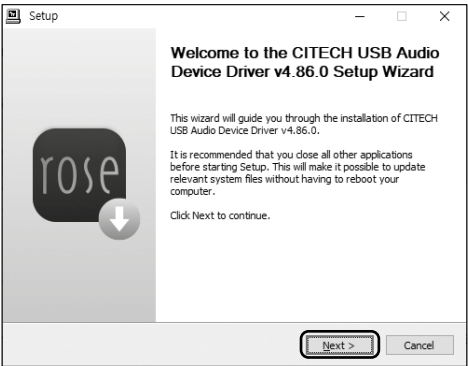 Setup
Welcome to the CITECH USB Audio
Device Driver v4.86.0 Setup Wizard
This wizard will guide you through the installation of CITECH
USB Audio Device Driver v4.86.0.
It is recommended that you close all other applications
before starting Setup. This will make it possible to update
relevant system files without having to reboot your
computer.
Click Next to continue.
rose
Next >
Cancel